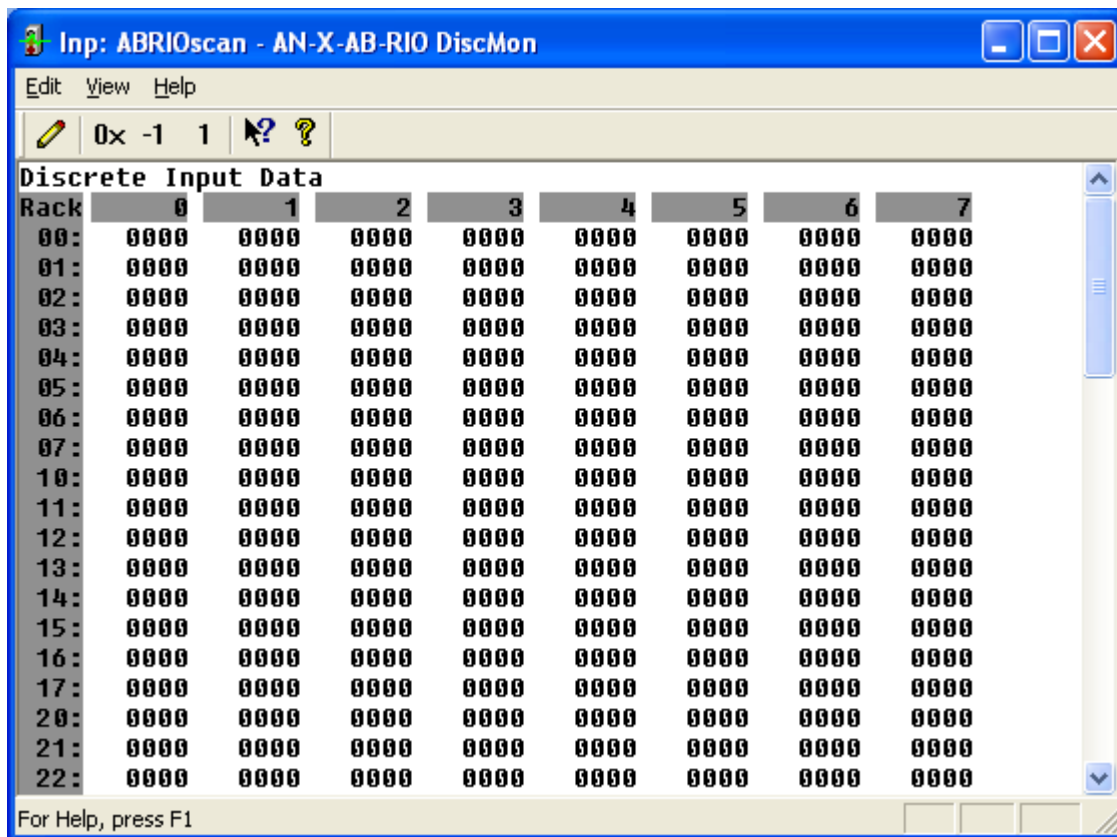 Inp: ABRIOscan - AN-X-AB-RIO DiscMon
Edit View Help
0x -1 1
Discrete Input Data
Rack 0 1 2 3 4 5 6 7
00: 0000 0000 0000 0000 0000 0000 0000 0000
01: 0000 0000 0000 0000 0000 0000 0000 0000
02: 0000 0000 0000 0000 0000 0000 0000 0000
03: 0000 0000 0000 0000 0000 0000 0000 0000
04: 0000 0000 0000 0000 0000 0000 0000 0000
05: 0000 0000 0000 0000 0000 0000 0000 0000
06: 0000 0000 0000 0000 0000 0000 0000 0000
07: 0000 0000 0000 0000 0000 0000 0000 0000
10: 0000 0000 0000 0000 0000 0000 0000 0000
11: 0000 0000 0000 0000 0000 0000 0000 0000
12: 0000 0000 0000 0000 0000 0000 0000 0000
13: 0000 0000 0000 0000 0000 0000 0000 0000
14: 0000 0000 0000 0000 0000 0000 0000 0000
15: 0000 0000 0000 0000 0000 0000 0000 0000
16: 0000 0000 0000 0000 0000 0000 0000 0000
17: 0000 0000 0000 0000 0000 0000 0000 0000
20: 0000 0000 0000 0000 0000 0000 0000 0000
21: 0000 0000 0000 0000 0000 0000 0000 0000
22: 0000 0000 0000 0000 0000 0000 0000 0000
For Help, press F1